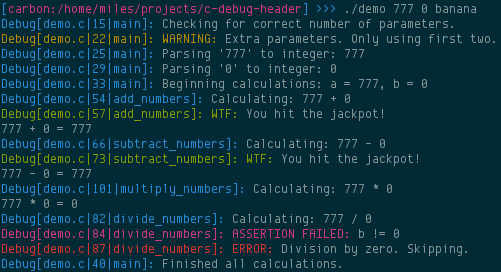 [carbon:/home/miles/projects/c-debug-header] >>> ./demo 777 0 banana
Debug[demo.c|15|main]: Checking for correct number of parameters.
Debug[demo.c|22|main]: WARNING: Extra parameters. Only using first two.
Debug[demo.c|25|main]: Parsing '777' to integer: 777
Debug[demo.c|29|main]: Parsing '0' to integer: 0
Debug[demo.c|33|main]: Beginning calculations: a = 777, b = 0
Debug[demo.c|54|add_numbers]: Calculating: 777 + 0
Debug[demo.c|57|add_numbers]: WTF: You hit the jackpot!
777 + 0 = 777
Debug[demo.c|66|subtract_numbers]: Calculating: 777 - 0
Debug[demo.c|73|subtract_numbers]: WTF: You hit the jackpot!
777 - 0 = 777
Debug[demo.c|101|multiply_numbers]: Calculating: 777 * 0
777 * 0 = 0
Debug[demo.c|82|divide_numbers]: Calculating: 777 / 0
Debug[demo.c|84|divide_numbers]: ASSERTION FAILED: b != 0
Debug[demo.c|87|divide_numbers]: ERROR: Division by zero. Skipping.
Debug[demo.c|40|main]: Finished all calculations.